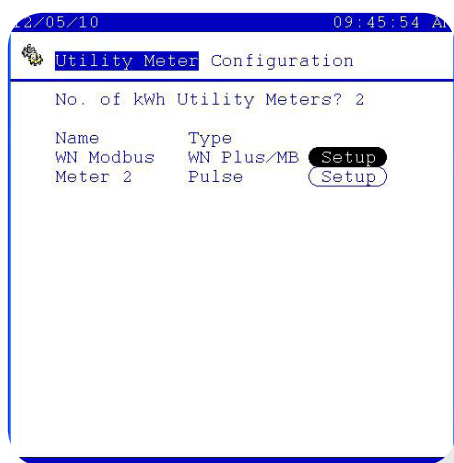 12/05/10 09:45:54 AM
Utility Meter Configuration
No. of kWh Utility Meters? 2
Name Type
WN Modbus WN Plus/MB Setup
Meter 2 Pulse Setup